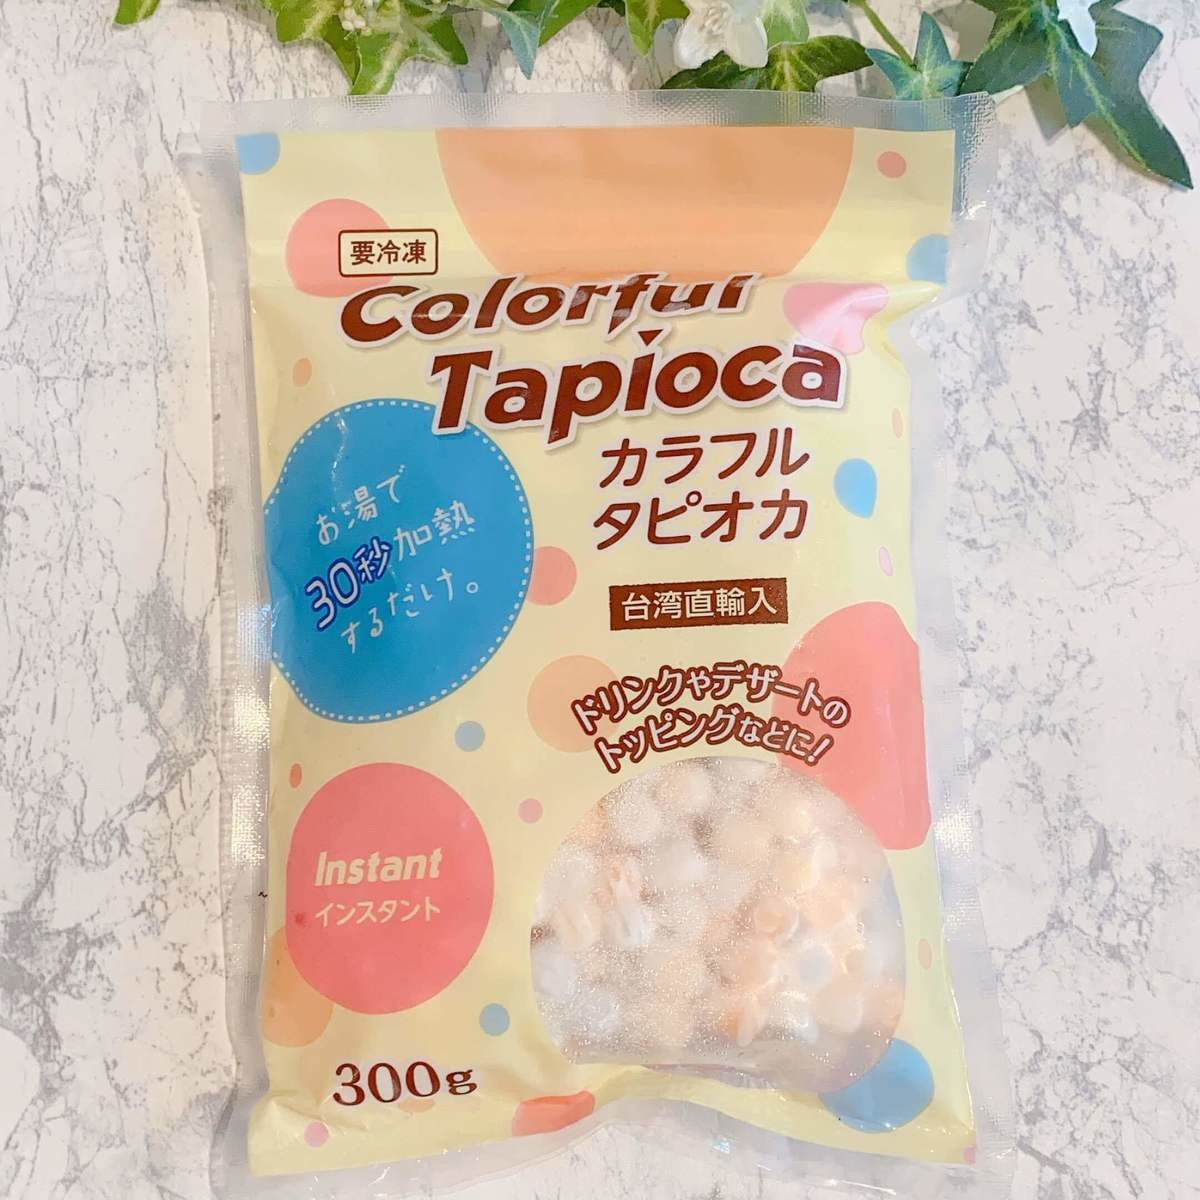 要冷凍
Colorful
Tapioca
カラフル
タピオカ
お湯で
30秒加熱
するだけ。
台湾直輸入
ドリンクやデザートの
トッピングなどに!
Instant
インスタント
300g